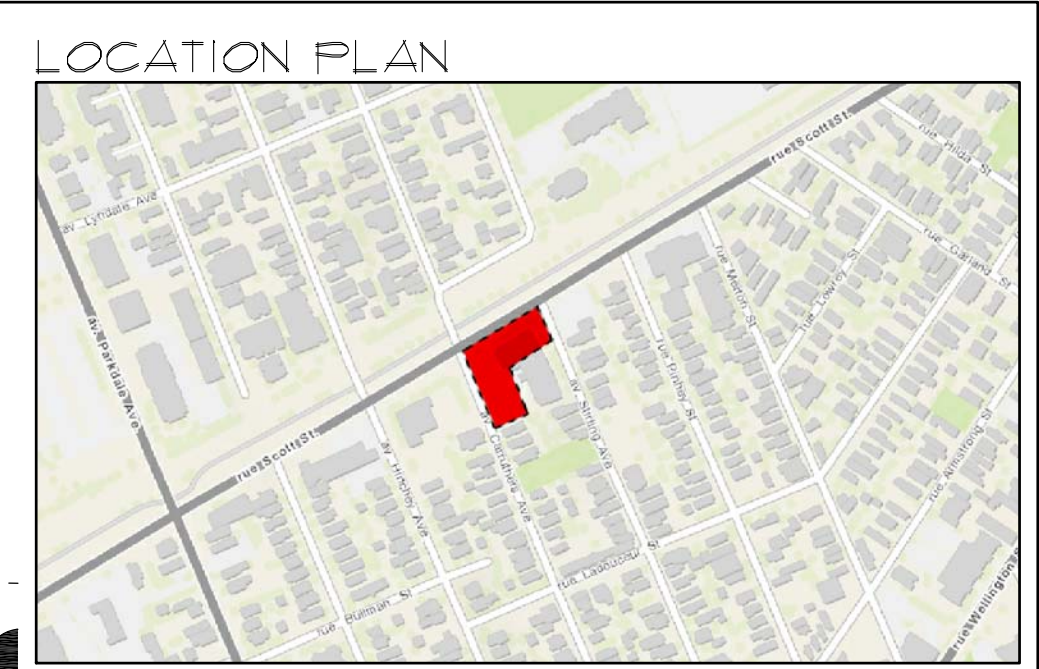 LOCATION PLAN
rue Scott St.
rue Hilda St
av. Lyndale Ave
rue Garland St
rue Merton St
rue Lowrey St
av. Parkdale Ave.
rue Pinhey St
av. Stirling Ave
rue Armstrong St
av. Carruthers Ave
av. Hinchey Ave
rue Scott St.
rue Ladouceur St
rue Wellington S
rue Bullman St